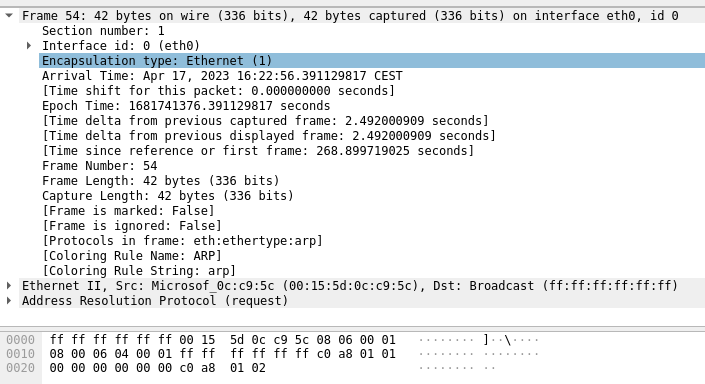 Frame 54: 42 bytes on wire (336 bits), 42 bytes captured (336 bits) on interface eth0, id 0
Section number: 1
Interface id: 0 (eth0)
Encapsulation type: Ethernet (1)
Arrival Time: Apr 17, 2023 16:22:56.391129817 CEST
[Time shift for this packet: 0.000000000 seconds]
Epoch Time: 1681741376.391129817 seconds
[Time delta from previous captured frame: 2.492000909 seconds]
[Time delta from previous displayed frame: 2.492000909 seconds]
[Time since reference or first frame: 268.899719025 seconds]
Frame Number: 54
Frame Length: 42 bytes (336 bits)
Capture Length: 42 bytes (336 bits)
[Frame is marked: False]
[Frame is ignored: False]
[Protocols in frame: eth:ethertype:arp]
[Coloring Rule Name: ARP]
[Coloring Rule String: arp]
Ethernet II, Src: Microsof_0c:c9:5c (00:15:5d:0c:c9:5c), Dst: Broadcast (ff:ff:ff:ff:ff:ff)
Address Resolution Protocol (request)
0000 ff ff ff ff ff ff 00 15 5d 0c c9 5c 08 06 00 01 ········ ]··\····
0010 08 00 06 04 00 01 ff ff ff ff ff ff c0 a8 01 01 ········ ········
0020 00 00 00 00 00 00 c0 a8 01 02 ········ ··